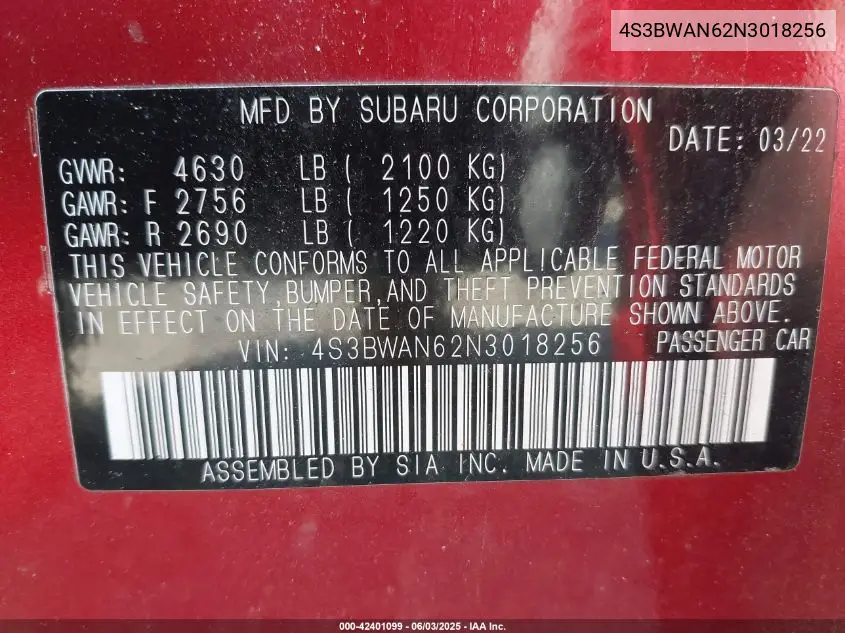 4S3BWAN62N3018256
MFD BY SUBARU CORPORATION
DATE: 03/22
GVWR: 4630 LB ( 2100 KG)
GAWR: F 2756 LB ( 1250 KG)
GAWR: R 2690 LB ( 1220 KG)
THIS VEHICLE CONFORMS TO ALL APPLICABLE FEDERAL MOTOR
VEHICLE SAFETY,BUMPER,AND THEFT PREVENTION STANDARDS
IN EFFECT ON THE DATE OF MANUFACTURE SHOWN ABOVE.
VIN: 4S3BWAN62N3018256 PASSENGER CAR
ASSEMBLED BY SIA INC. MADE IN U.S.A.
000-42401099 - 06/03/2025 - IAA Inc.